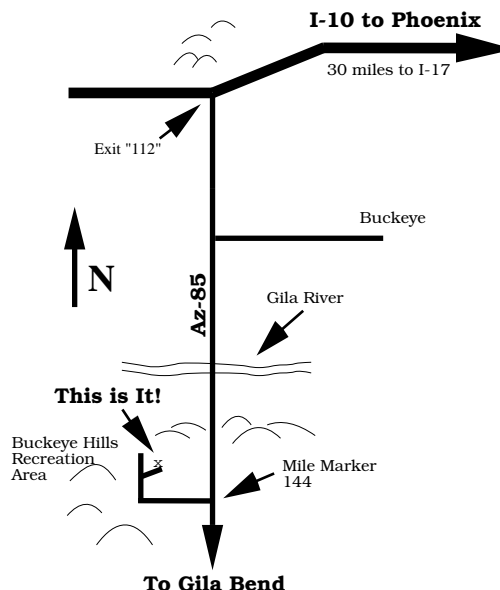 I-10 to Phoenix
30 miles to I-17
Exit "112"
Buckeye
N
Az-85
Gila River
This is It!
Buckeye Hills
Recreation
Area
x
Mile Marker
144
To Gila Bend